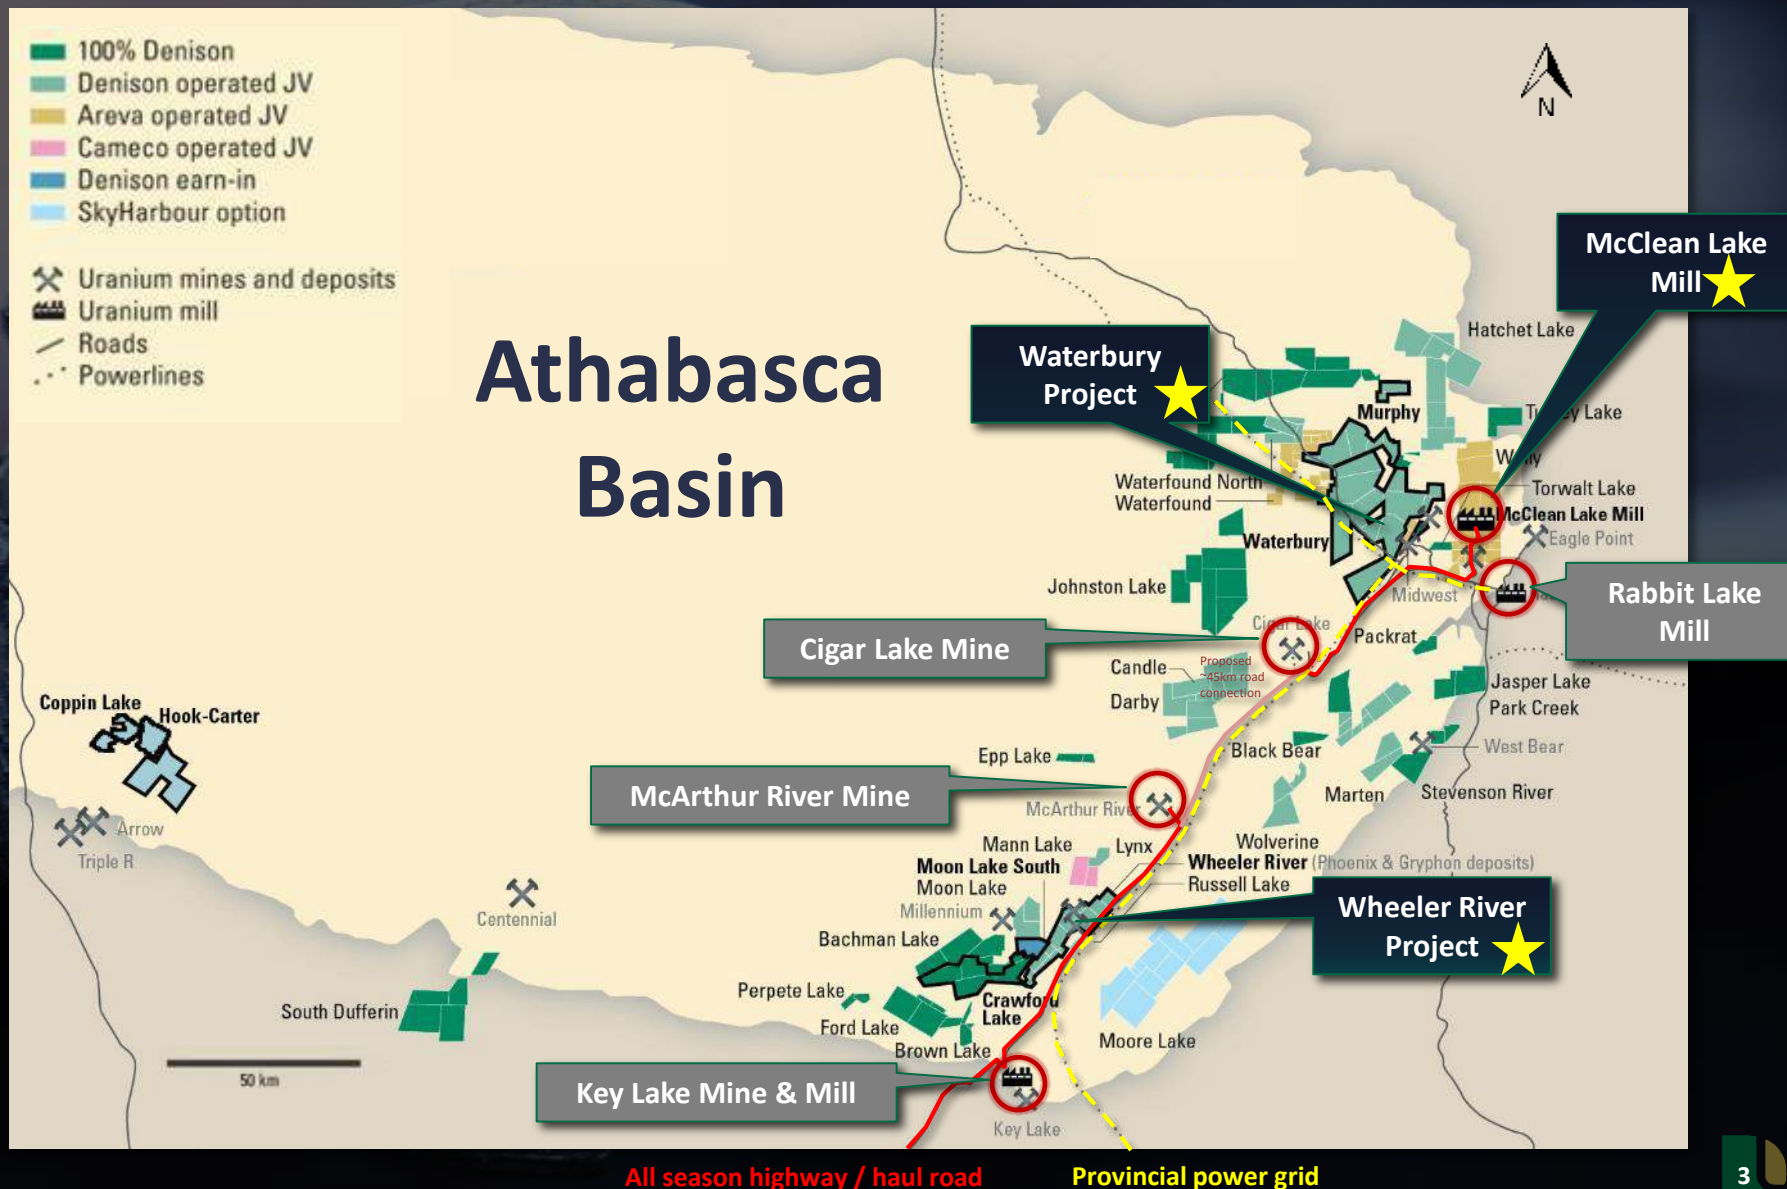 100% Denison
Denison operated JV
Areva operated JV
Cameco operated JV
Denison earn-in
SkyHarbour option
Uranium mines and deposits
Uranium mill
Roads
Powerlines
N
Athabasca
Basin
McClean Lake
Mill
Hatchet Lake
Waterbury
Project
Murphy
Lake
Waterfound North
Waterfound
Torwalt Lake
McClean Lake Mill
Eagle Point
Waterbury
Johnston Lake
Midwest
Rabbit Lake
Mill
Cigar Lake
Packrat
Cigar Lake Mine
Candle
Proposed
~45km road
connection
Darby
Jasper Lake
Park Creek
Coppin Lake
Hook-Carter
Black Bear
West Bear
Epp Lake
McArthur River Mine
McArthur River
Marten
Stevenson River
Arrow
Triple R
Wolverine
Mann Lake
Lynx
Moon Lake South
Wheeler River (Phoenix & Gryphon deposits)
Moon Lake
Russell Lake
Millennium
Centennial
Wheeler River
Project
Bachman Lake
Perpete Lake
South Dufferin
Crawford
Lake
Ford Lake
Brown Lake
Moore Lake
50 km
Key Lake Mine & Mill
Key Lake
All season highway / haul road
Provincial power grid
3